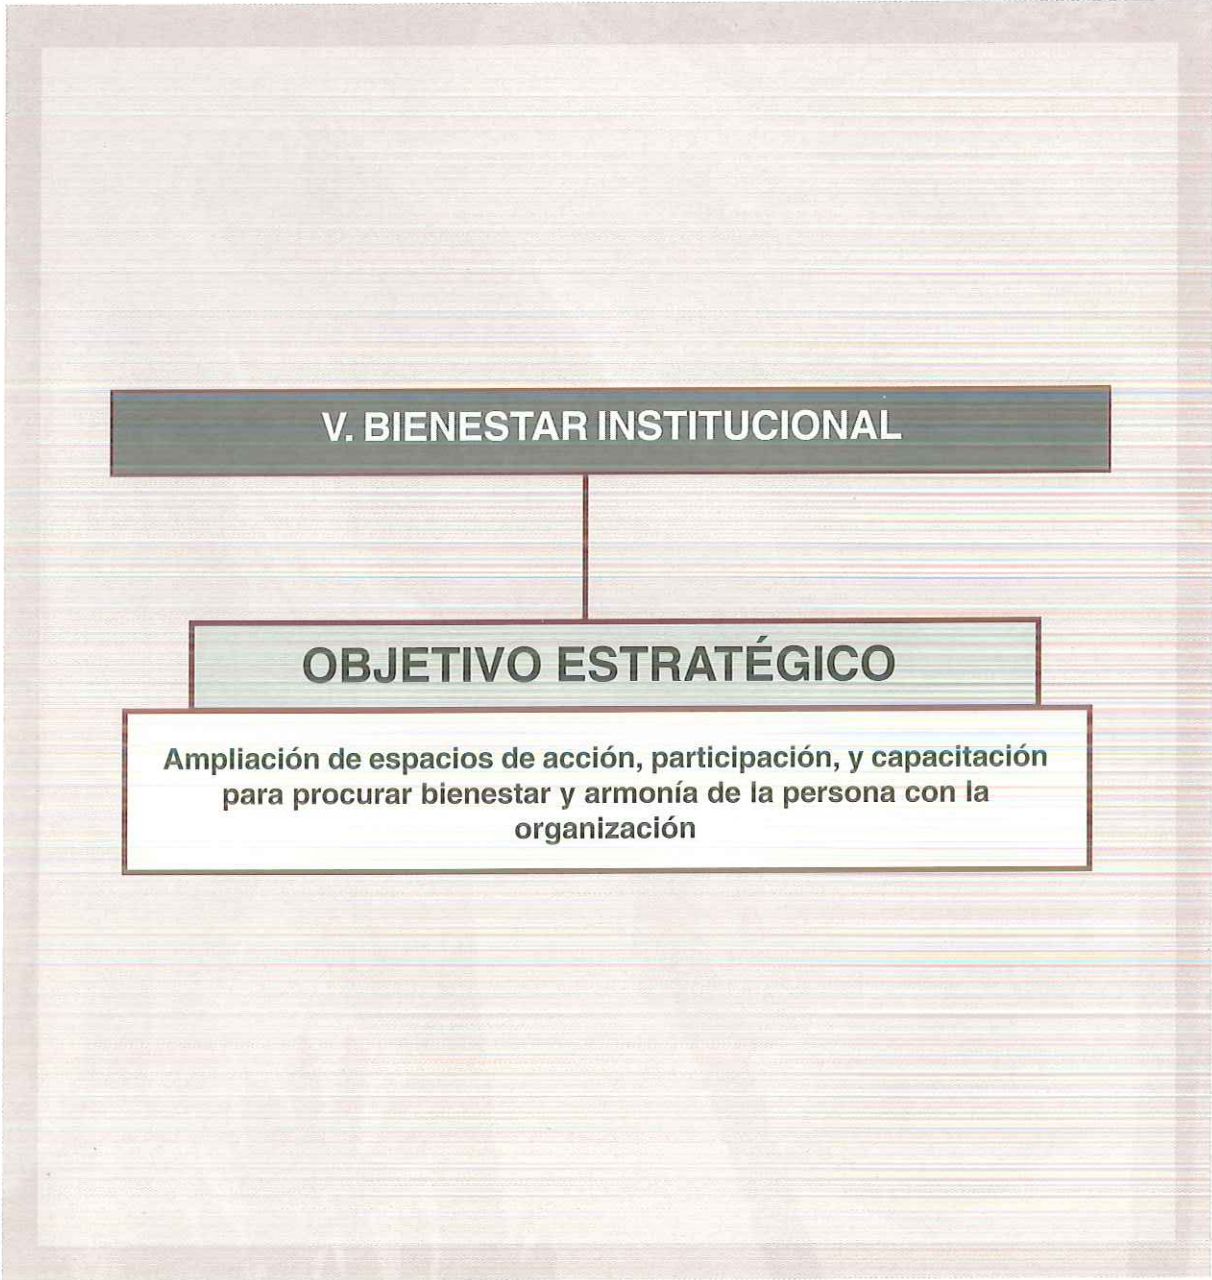 V. BIENESTAR INSTITUCIONAL
OBJETIVO ESTRATÉGICO
Ampliación de espacios de acción, participación, y capacitación
para procurar bienestar y armonía de la persona con la
organización